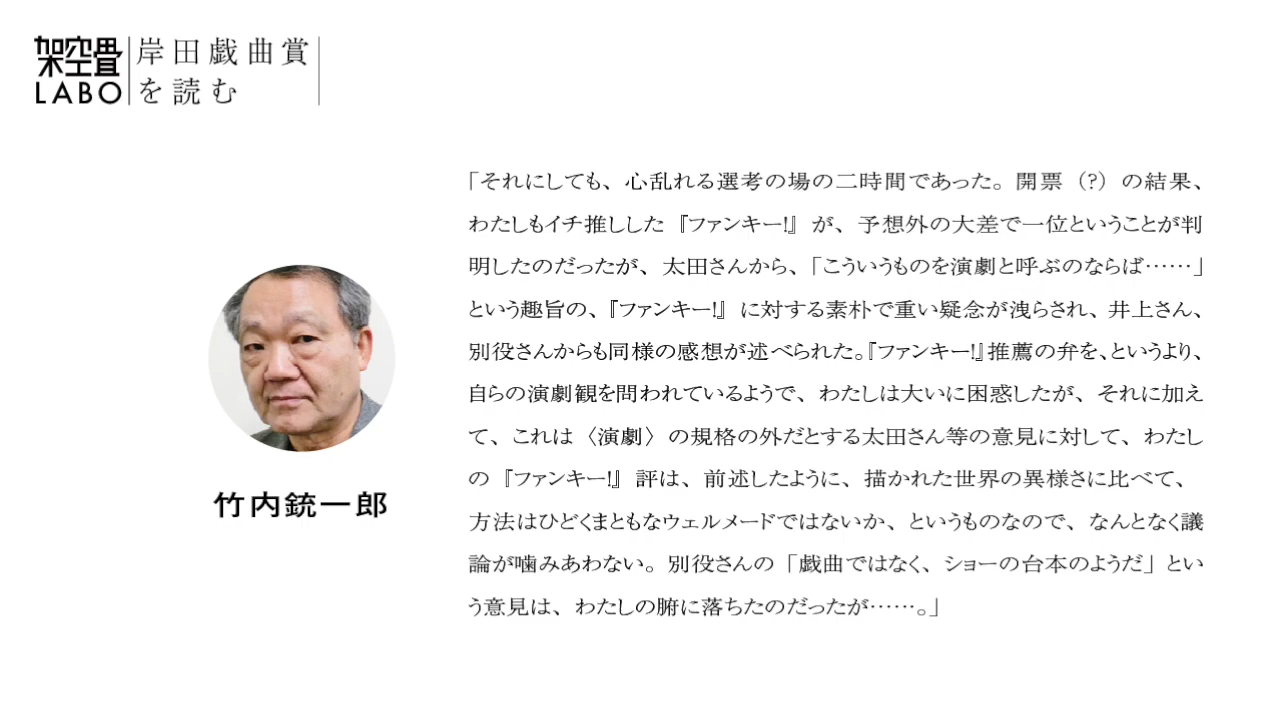 架空畳
LABO
岸田戯曲賞
を読む
「それにしても、心乱れる選考の場の二時間であった。開票（?）の結果、
わたしもイチ推しした『ファンキー!』が、予想外の大差で一位ということが判
明したのだったが、太田さんから、「こういうものを演劇と呼ぶのならば……」
という趣旨の、『ファンキー!』に対する素朴で重い疑念が洩らされ、井上さん、
別役さんからも同様の感想が述べられた。『ファンキー!』推薦の弁を、というより、
自らの演劇観を問われているようで、わたしは大いに困惑したが、それに加え
て、これは〈演劇〉の規格の外だとする太田さん等の意見に対して、わたし
の『ファンキー!』評は、前述したように、描かれた世界の異様さに比べて、
方法はひどくまともなウェルメードではないか、というものなので、なんとなく議
論が噛みあわない。別役さんの「戯曲ではなく、ショーの台本のようだ」とい
う意見は、わたしの腑に落ちたのだったが……。」
竹内銃一郎